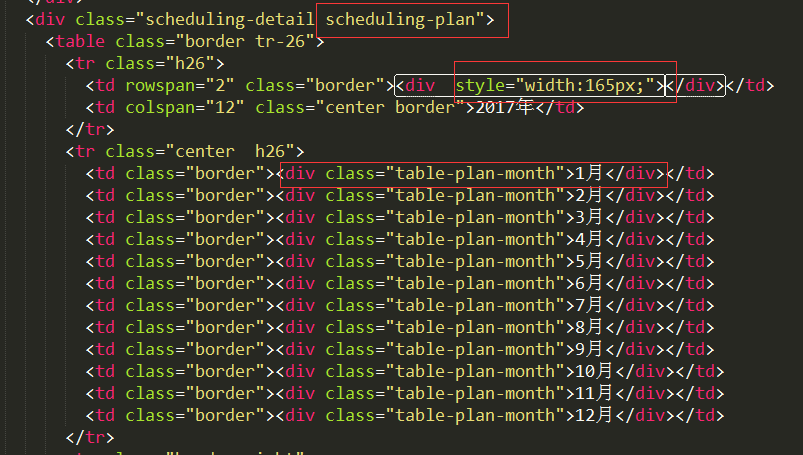 </div>
<div class="scheduling-detail scheduling-plan">
<table class="border tr-26">
<tr class="h26">
<td rowspan="2" class="border"><div  style="width:165px;"></div></td>
<td colspan="12" class="center border">2017年</td>
</tr>
<tr class="center  h26">
<td class="border"><div class="table-plan-month">1月</div></td>
<td class="border"><div class="table-plan-month">2月</div></td>
<td class="border"><div class="table-plan-month">3月</div></td>
<td class="border"><div class="table-plan-month">4月</div></td>
<td class="border"><div class="table-plan-month">5月</div></td>
<td class="border"><div class="table-plan-month">6月</div></td>
<td class="border"><div class="table-plan-month">7月</div></td>
<td class="border"><div class="table-plan-month">8月</div></td>
<td class="border"><div class="table-plan-month">9月</div></td>
<td class="border"><div class="table-plan-month">10月</div></td>
<td class="border"><div class="table-plan-month">11月</div></td>
<td class="border"><div class="table-plan-month">12月</div></td>
</tr>